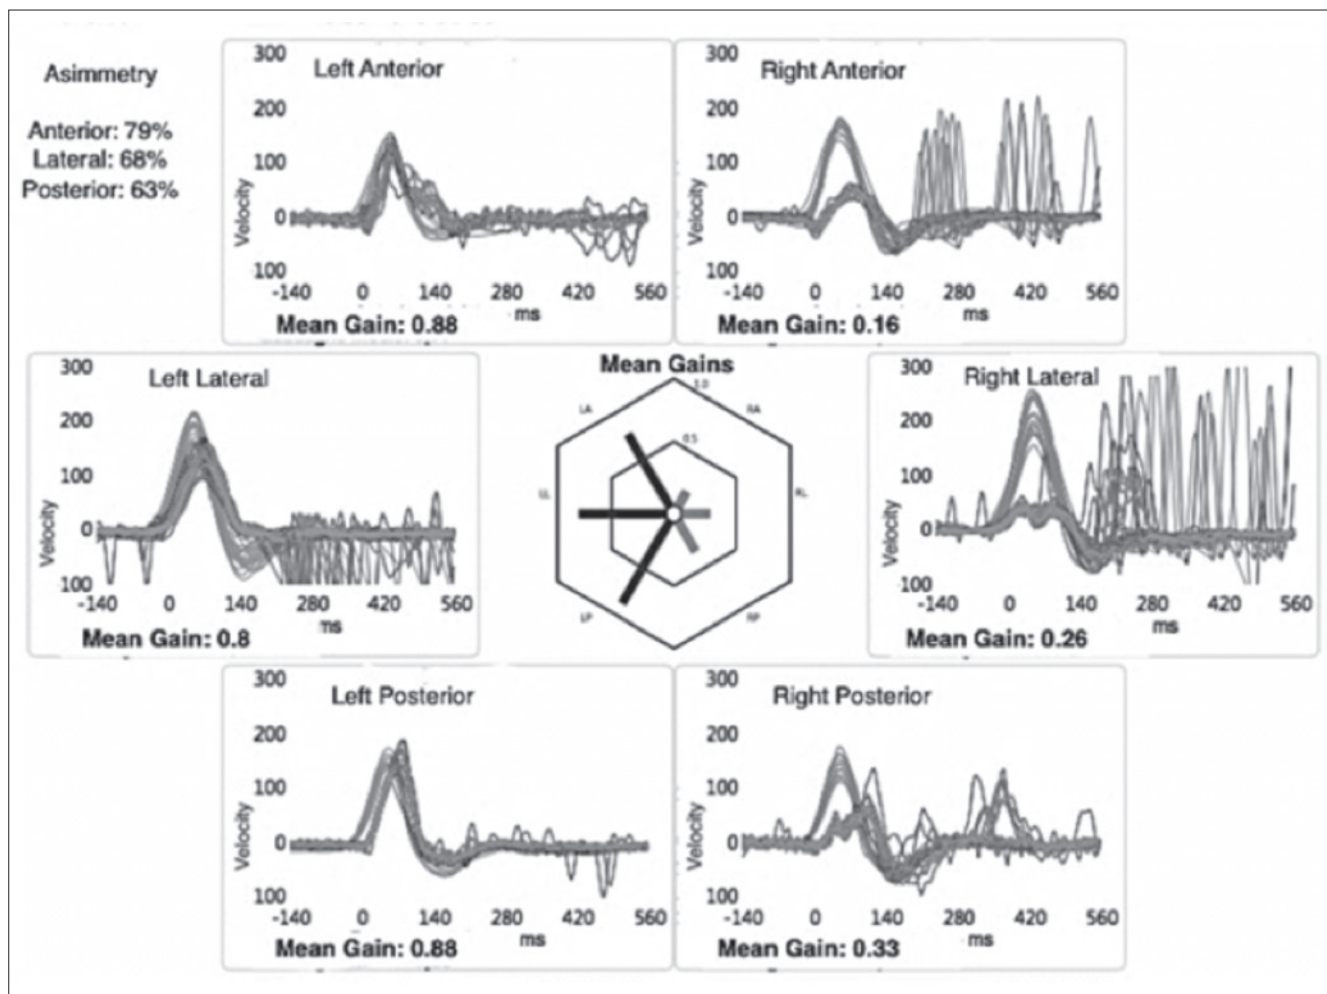 Asimmetry
Anterior: 79%
Lateral: 68%
Posterior: 63%
Left Anterior
300
200
100
0
100
Velocity
-140 0 140 280 420 560
ms
Mean Gain: 0.88
Right Anterior
300
200
100
0
100
Velocity
-140 0 140 280 420 560
ms
Mean Gain: 0.16
Left Lateral
300
200
100
0
100
Velocity
-140 0 140 280 420 560
ms
Mean Gain: 0.8
Mean Gains
1.0
LA
RA
0.5
LL
RL
LP
RP
Right Lateral
300
200
100
0
100
Velocity
-140 0 140 280 420 560
ms
Mean Gain: 0.26
Left Posterior
300
200
100
0
100
Velocity
-140 0 140 280 420 560
ms
Mean Gain: 0.88
Right Posterior
300
200
100
0
100
Velocity
-140 0 140 280 420 560
ms
Mean Gain: 0.33